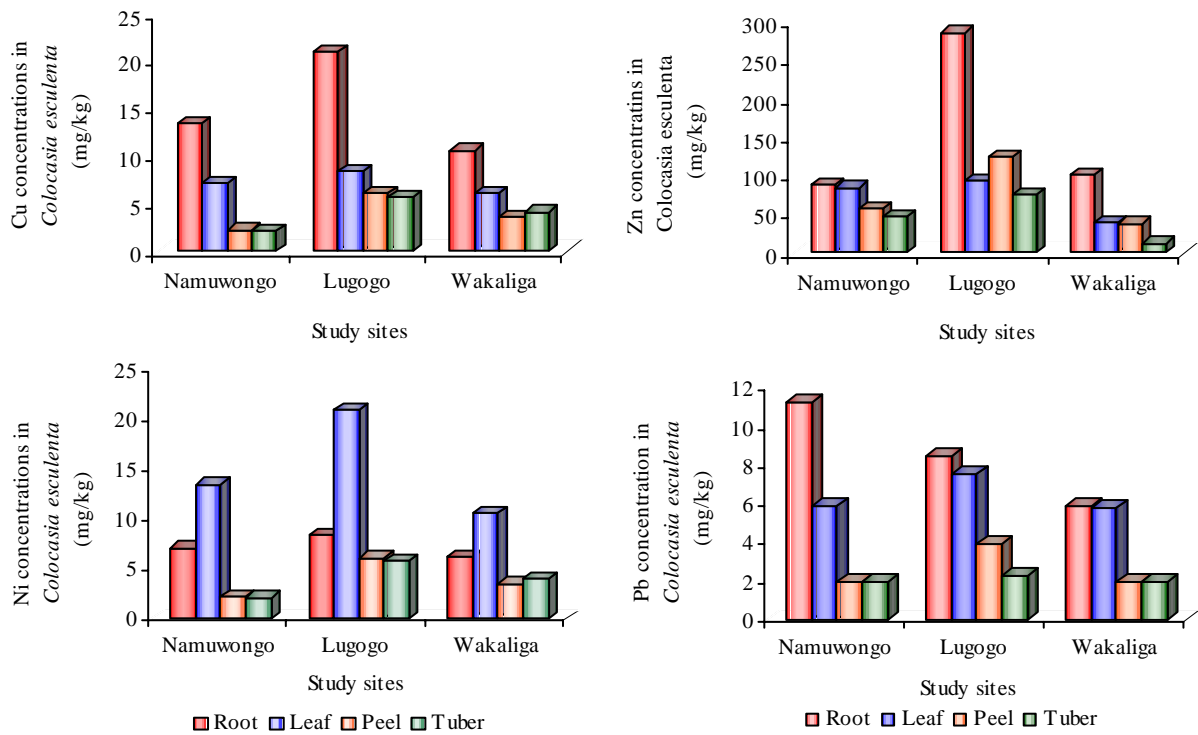 Cu concentrations in
Colocasia esculenta
(mg/kg)
25
20
15
10
5
0
Namuwongo Lugogo Wakaliga
Study sites
Zn concentratins in
Colocasia esculenta
(mg/kg)
300
250
200
150
100
50
0
Namuwongo Lugogo Wakaliga
Study sites
Ni concentrations in
Colocasia esculenta
(mg/kg)
25
20
15
10
5
0
Namuwongo Lugogo Wakaliga
Study sites
Root Leaf Peel Tuber
Pb concentration in
Colocasia esculenta
(mg/kg)
12
10
8
6
4
2
0
Namuwongo Lugogo Wakaliga
Study sites
Root Leaf Peel Tuber